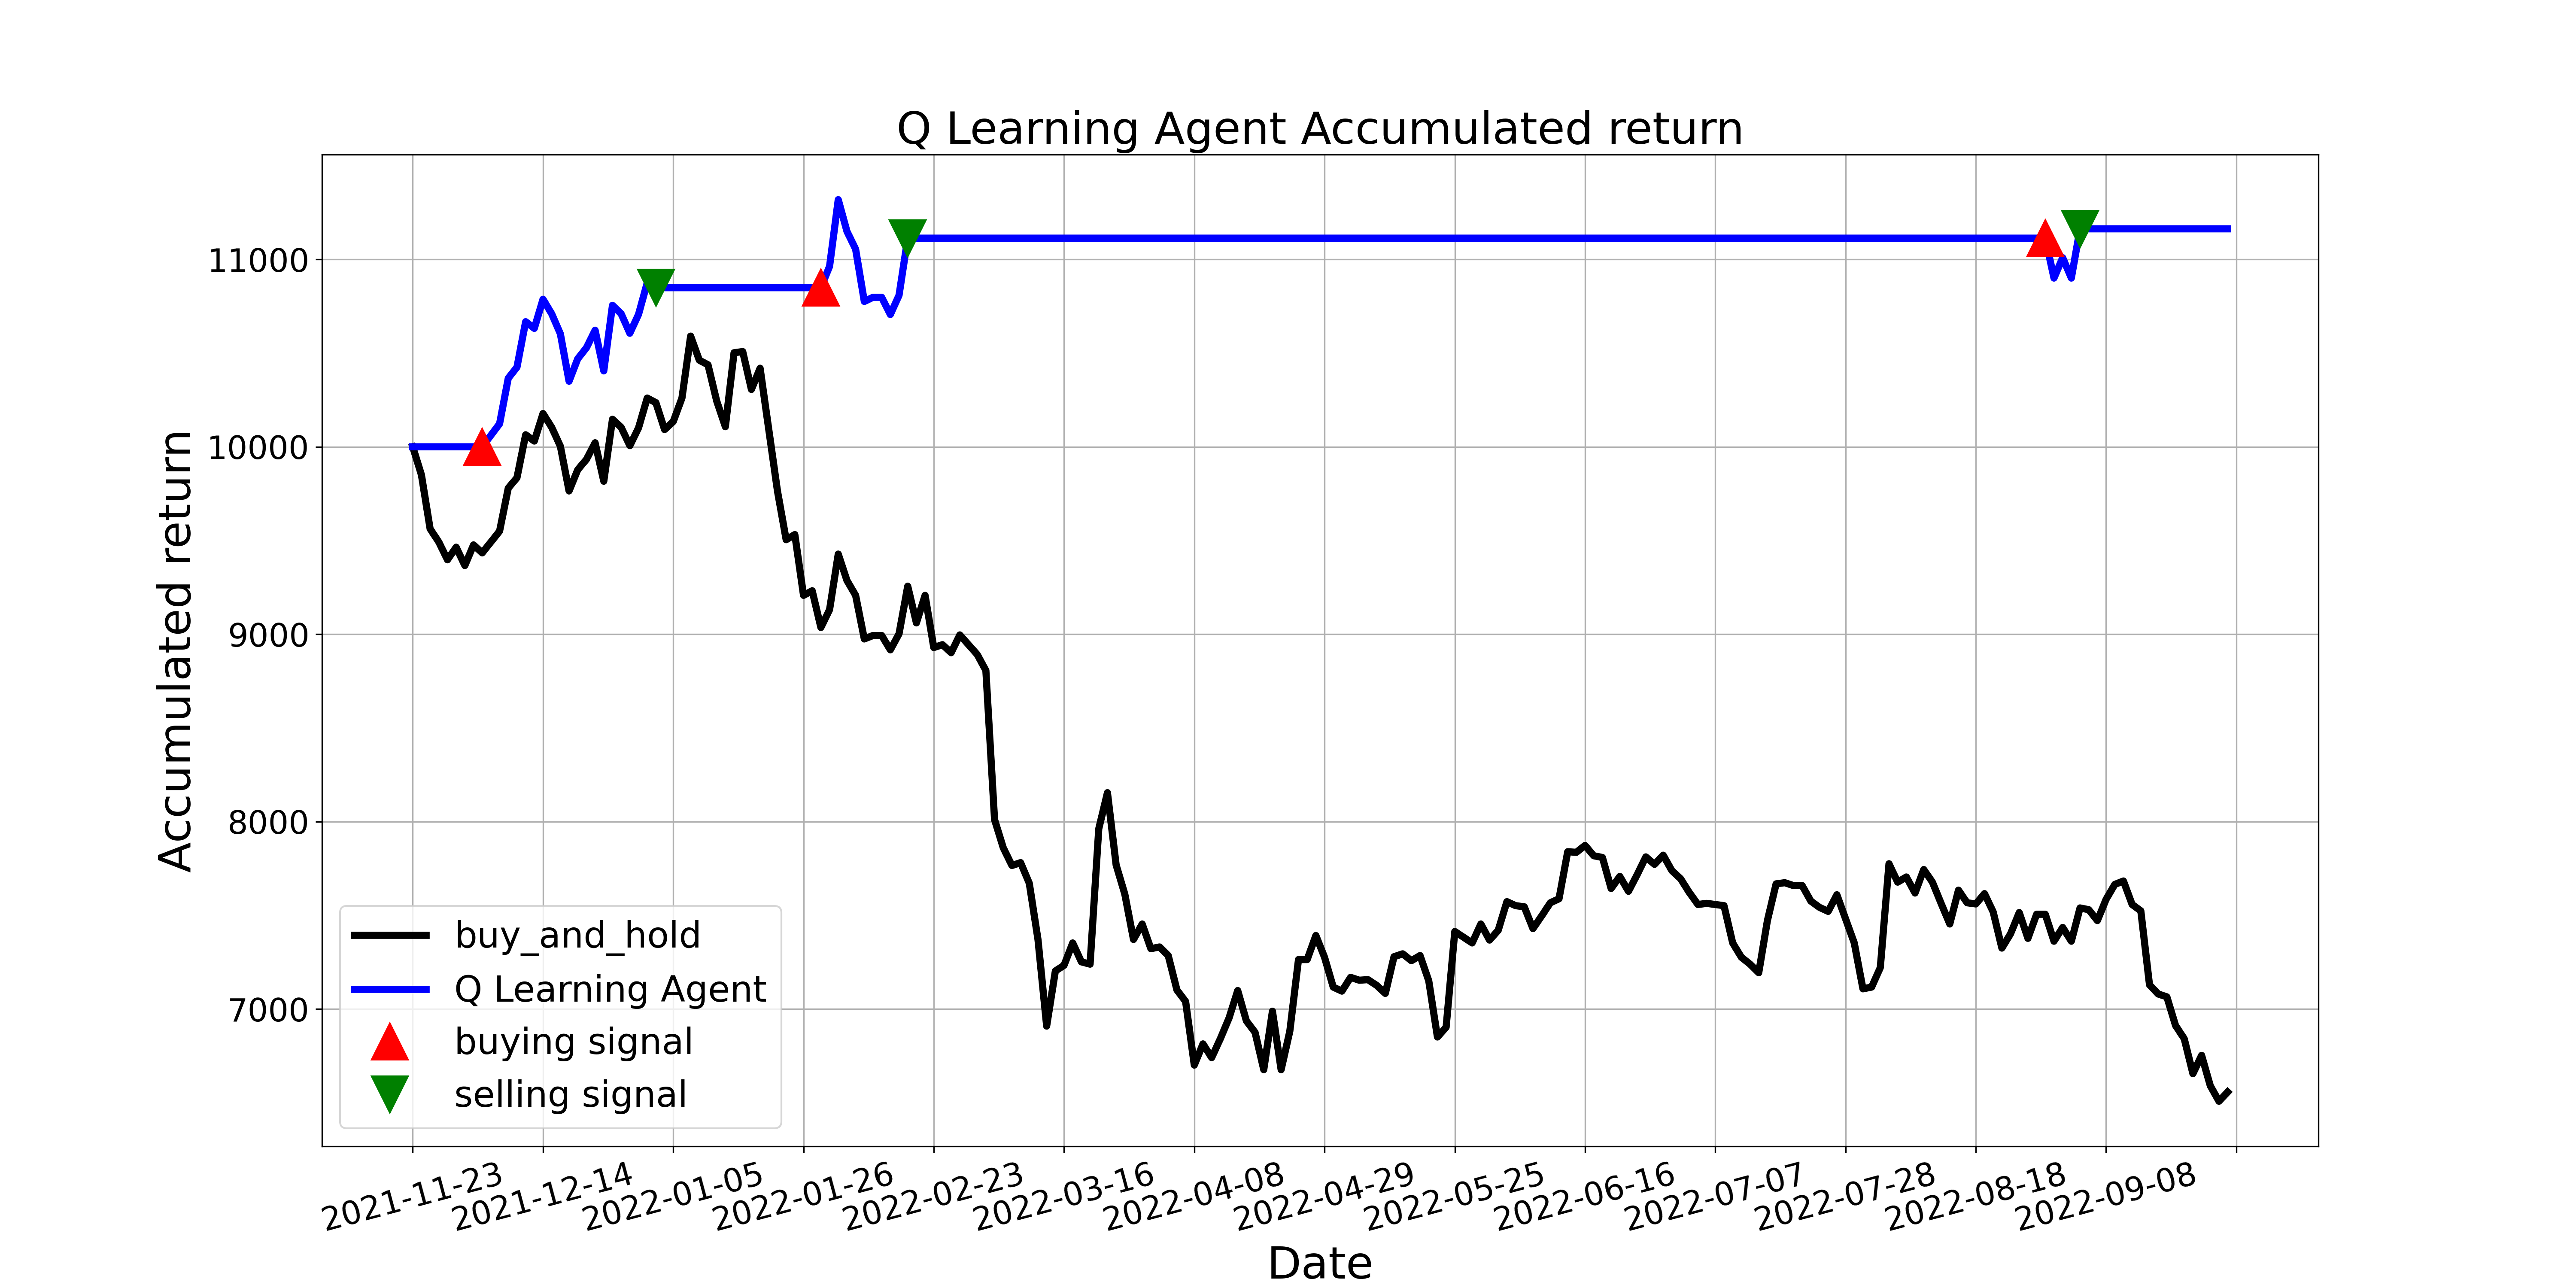 Q Learning Agent Accumulated return
Accumulated return
11000
10000
9000
8000
7000
buy_and_hold
Q Learning Agent
buying signal
selling signal
2021-11-23
2021-12-14
2022-01-05
2022-01-26
2022-02-23
2022-03-16
2022-04-08
2022-04-29
2022-05-25
2022-06-16
2022-07-07
2022-07-28
2022-08-18
2022-09-08
Date